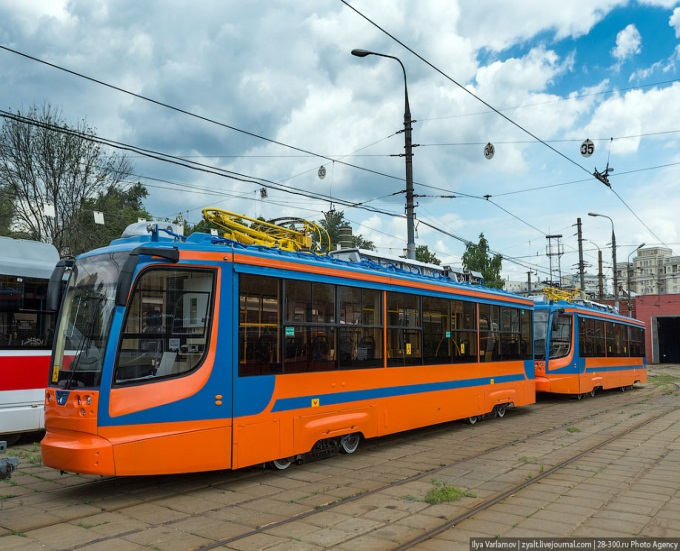 35
Ilya Varlamov | zyalt.livejournal.com | 28-300.ru Photo Agency